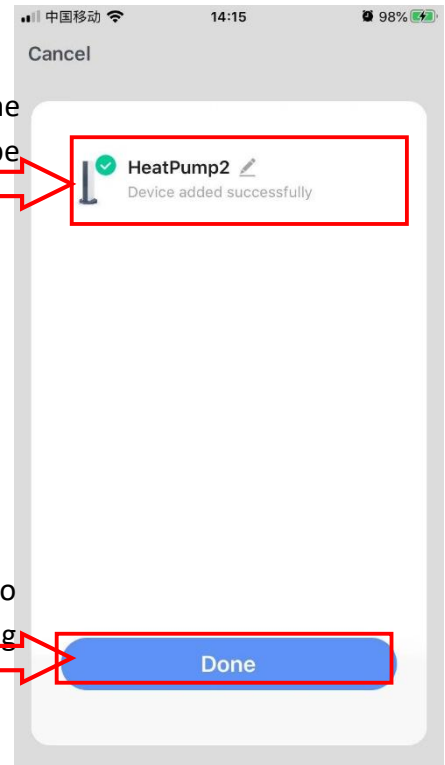 中国移动 14:15 98%
Cancel
HeatPump2
Device added successfully
Done